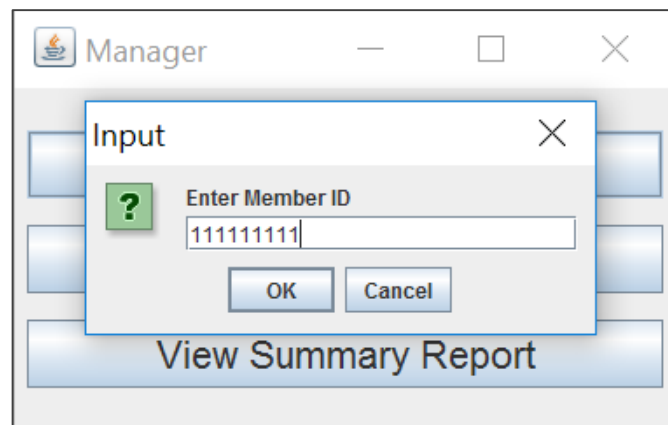 Manager
Input
?
Enter Member ID
111111111
OK Cancel
View Summary Report